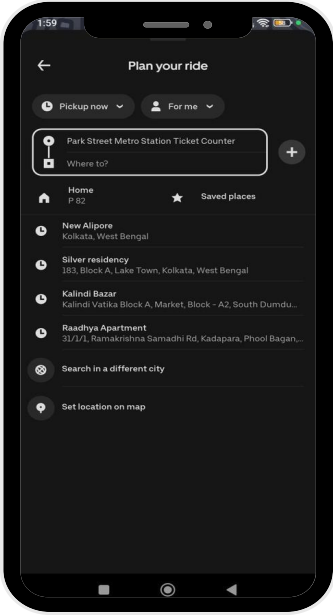 1:59
Plan your ride
Pickup now
For me
Park Street Metro Station Ticket Counter
Where to?
Home
P 82
Saved places
New Alipore
Kolkata, West Bengal
Silver residency
183, Block A, Lake Town, Kolkata, West Bengal
Kalindi Bazar
Kalindi Vatika Block A, Market, Block - A2, South Dumdu...
Raadhya Apartment
31/1/1, Ramakrishna Samadhi Rd, Kadapara, Phool Bagan,...
Search in a different city
Set location on map